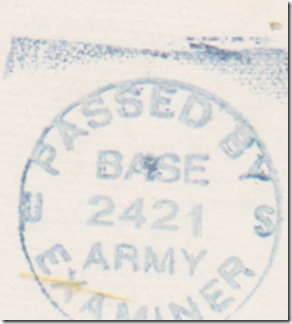 PASSED BY
BASE
2421
ARMY
U S
EXAMINER